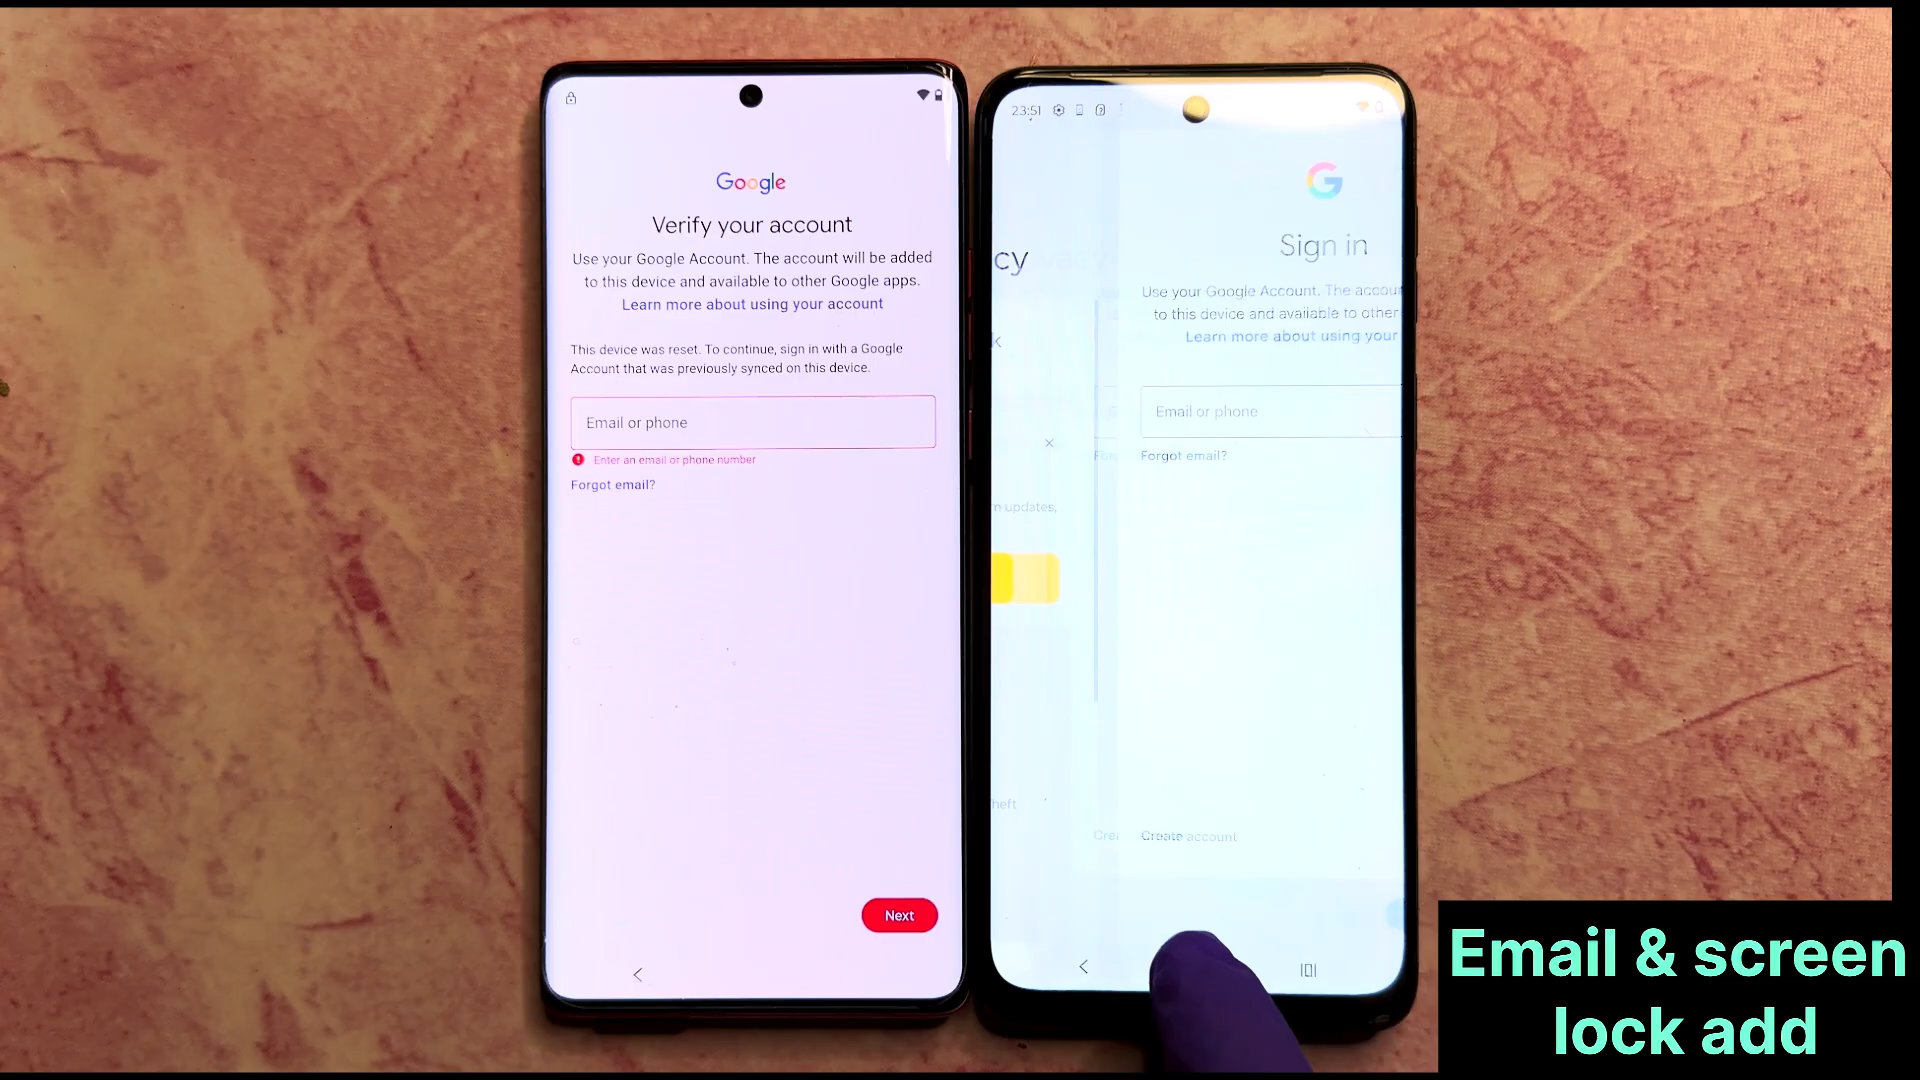 Google
Verify your account
Use your Google Account. The account will be added
to this device and available to other Google apps.
Learn more about using your account
This device was reset. To continue, sign in with a Google
Account that was previously synced on this device.
Email or phone
Enter an email or phone number
Forgot email?
Next
23:51
G
cy
Sign in
Use your Google Account. The accou
to this device and available to other
Learn more about using your
k
Email or phone
Forgot email?
m updates,
heft
Create account
Email & screen
lock add